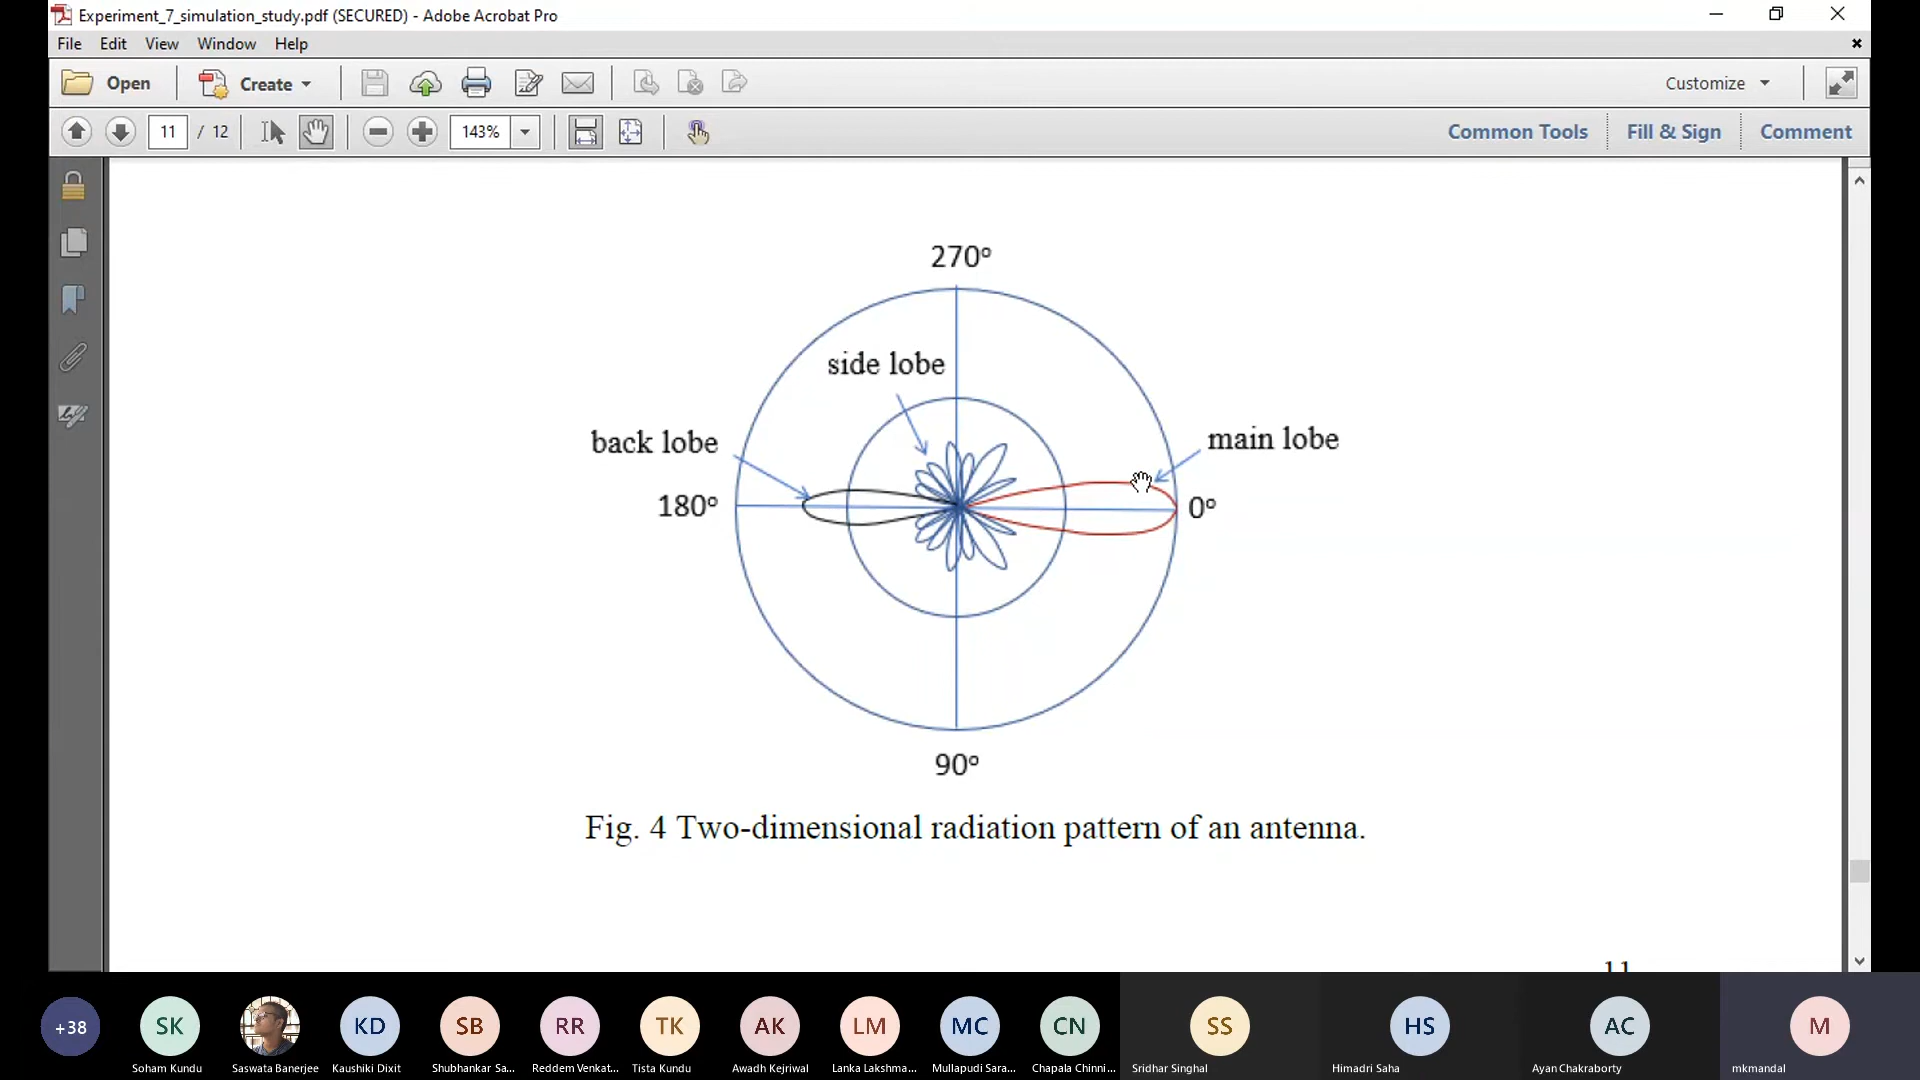 Experiment_7_simulation_study.pdf (SECURED) - Adobe Acrobat Pro
File Edit View Window Help
Open Create Customize
11 / 12 143% Common Tools Fill & Sign Comment
270°
side lobe
back lobe
main lobe
180°
0°
90°
Fig. 4 Two-dimensional radiation pattern of an antenna.
11
+38 SK KD SB RR TK AK LM MC CN SS HS AC M
Soham Kundu Saswata Banerjee Kaushiki Dixit Shubhankar Sa... Reddem Venkat... Tista Kundu Awadh Kejriwal Lanka Lakshma... Mullapudi Sara... Chapala Chinni... Sridhar Singhal Himadri Saha Ayan Chakraborty mkmandal